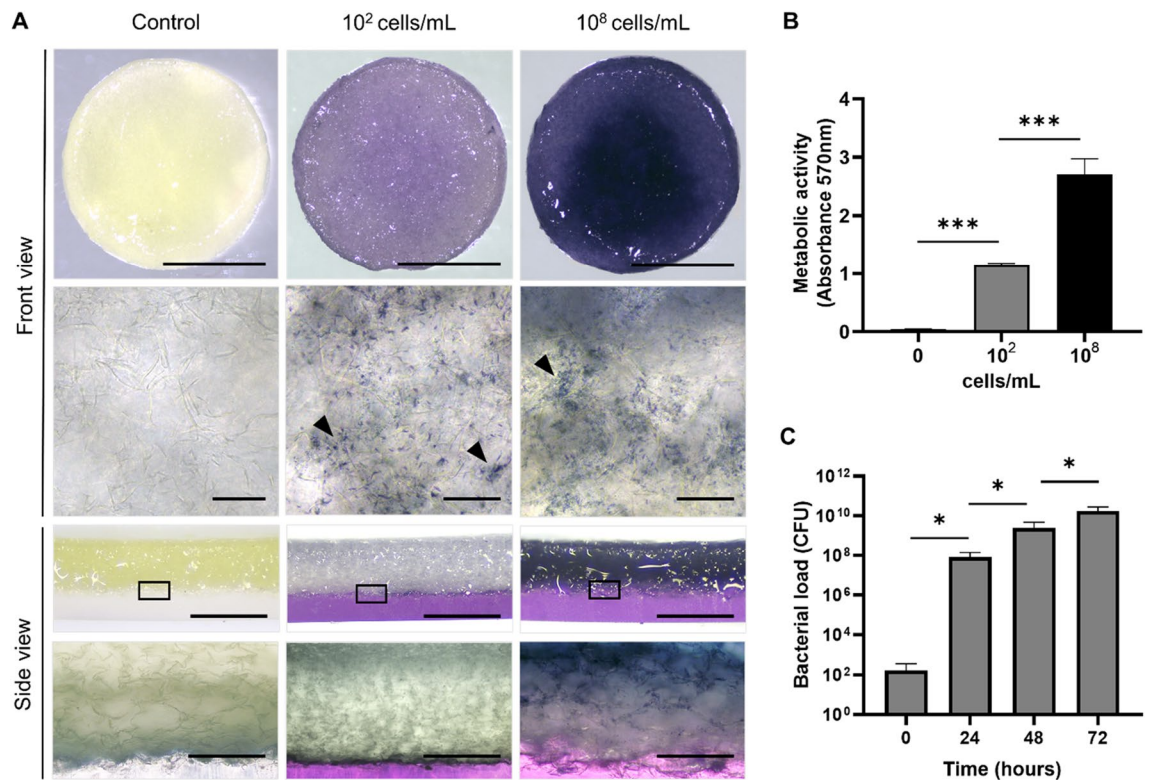 A
Control
10² cells/mL
10⁸ cells/mL
Front view
Side view
B
Metabolic activity
(Absorbance 570nm)
4
3
2
1
0
***
***
0
10²
10⁸
cells/mL
C
Bacterial load (CFU)
10¹²
10¹⁰
10⁸
10⁶
10⁴
10²
10⁰
*
*
*
0
24
48
72
Time (hours)